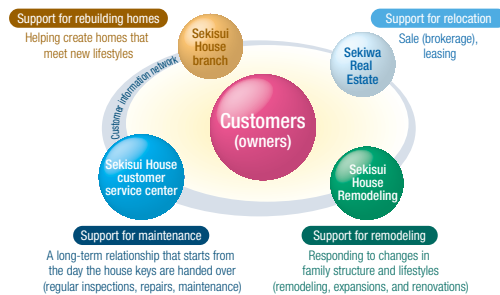 Support for rebuilding homes
Helping create homes that
meet new lifestyles
Sekisui
House
branch
Support for relocation
Sale (brokerage),
leasing
Sekiwa
Real
Estate
Customer information network
Customers
(owners)
Sekisui House
customer
service center
Sekisui
House
Remodeling
Support for maintenance
A long-term relationship that starts from
the day the house keys are handed over
(regular inspections, repairs, maintenance)
Support for remodeling
Responding to changes in
family structure and lifestyles
(remodeling, expansions, and renovations)